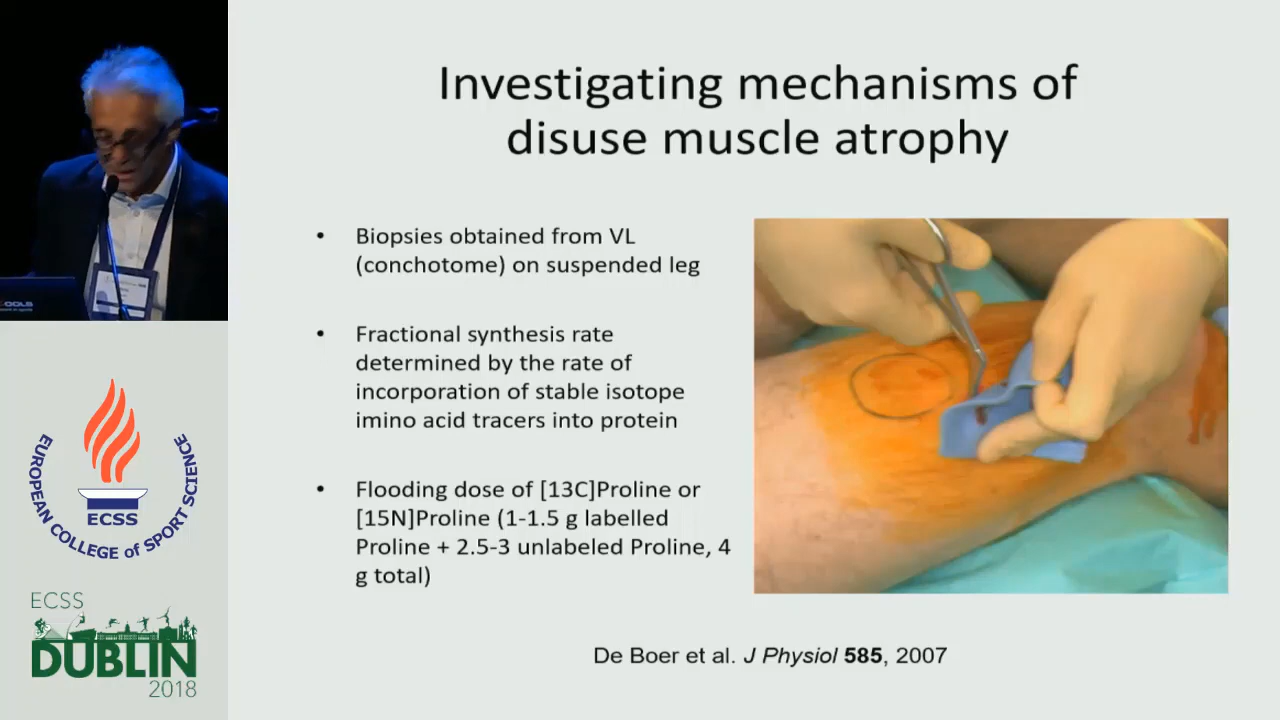 Investigating mechanisms of
disuse muscle atrophy
• Biopsies obtained from VL
(conchotome) on suspended leg
• Fractional synthesis rate
determined by the rate of
incorporation of stable isotope
imino acid tracers into protein
• Flooding dose of [13C]Proline or
[15N]Proline (1-1.5 g labelled
Proline + 2.5-3 unlabeled Proline, 4
g total)
De Boer et al. J Physiol 585, 2007
EUROPEAN COLLEGE of SPORT SCIENCE
ECSS
ECSS
DUBLIN
2018